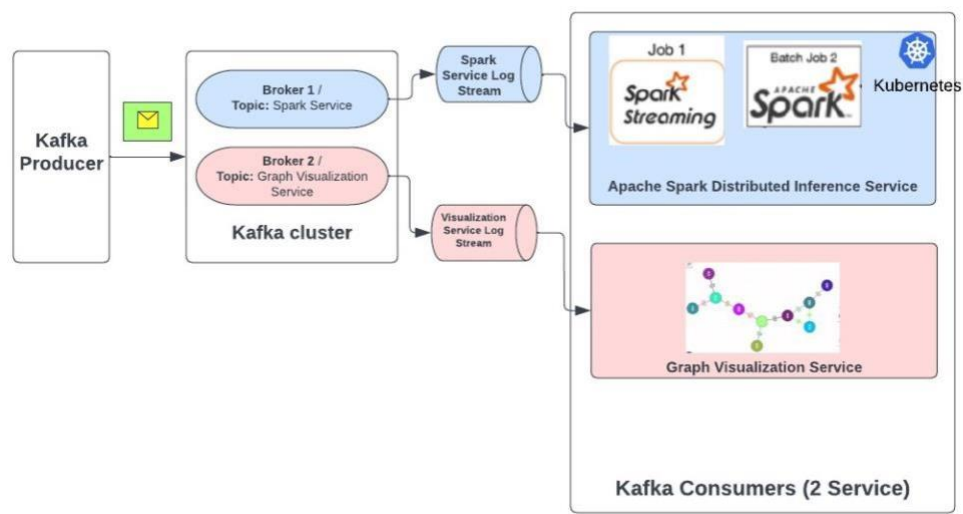 Kafka
Producer
Broker 1 /
Topic: Spark Service
Broker 2 /
Topic: Graph Visualization
Service
Kafka cluster
Spark
Service Log
Stream
Visualization
Service Log
Stream
Job 1
Spark
Streaming
Batch Job 2
APACHE
Spark
Kubernetes
Apache Spark Distributed Inference Service
Graph Visualization Service
Kafka Consumers (2 Service)